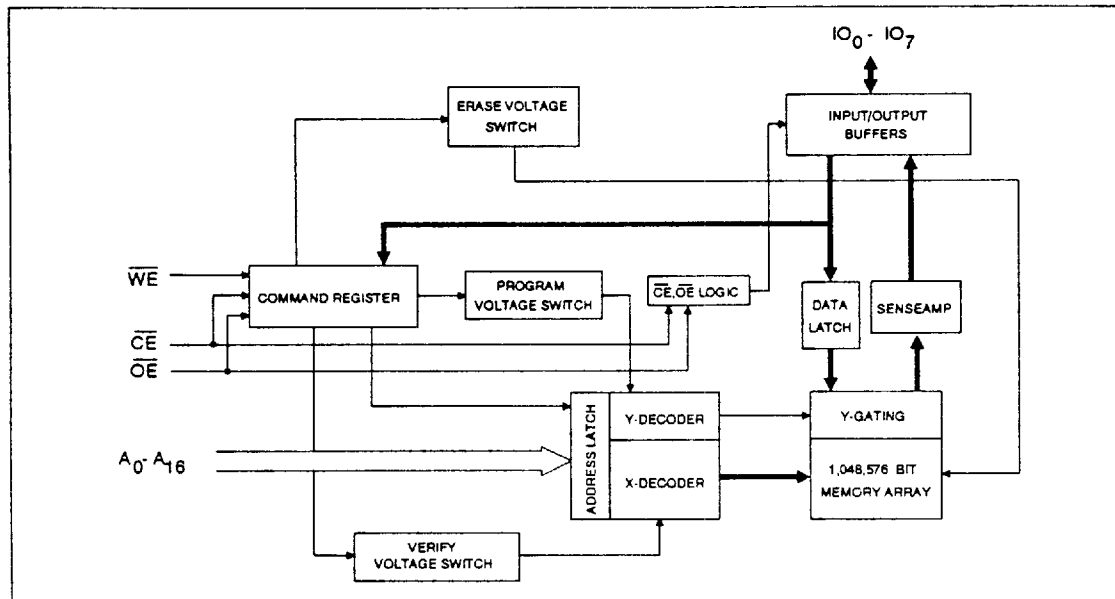 IO0 - IO7
ERASE VOLTAGE
SWITCH
INPUT/OUTPUT
BUFFERS
WE
COMMAND REGISTER
PROGRAM
VOLTAGE SWITCH
CE,OE LOGIC
DATA
LATCH
SENSEAMP
CE
OE
ADDRESS LATCH
Y-DECODER
Y-GATING
A0- A16
X-DECODER
1,048,576 BIT
MEMORY ARRAY
VERIFY
VOLTAGE SWITCH